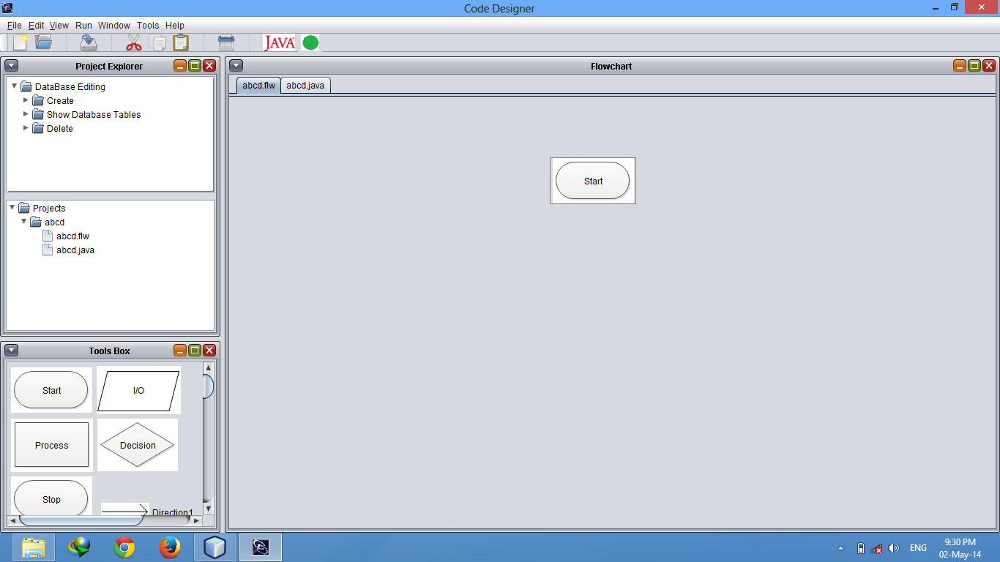 Code Designer
File Edit View Run Window Tools Help
JAVA
Project Explorer
DataBase Editing
Create
Show Database Tables
Delete
Projects
abcd
abcd.flw
abcd.java
Tools Box
Start
I/O
Process
Decision
Stop
Direction1
Flowchart
abcd.flw abcd.java
Start
ENG
9:30 PM
02-May-14